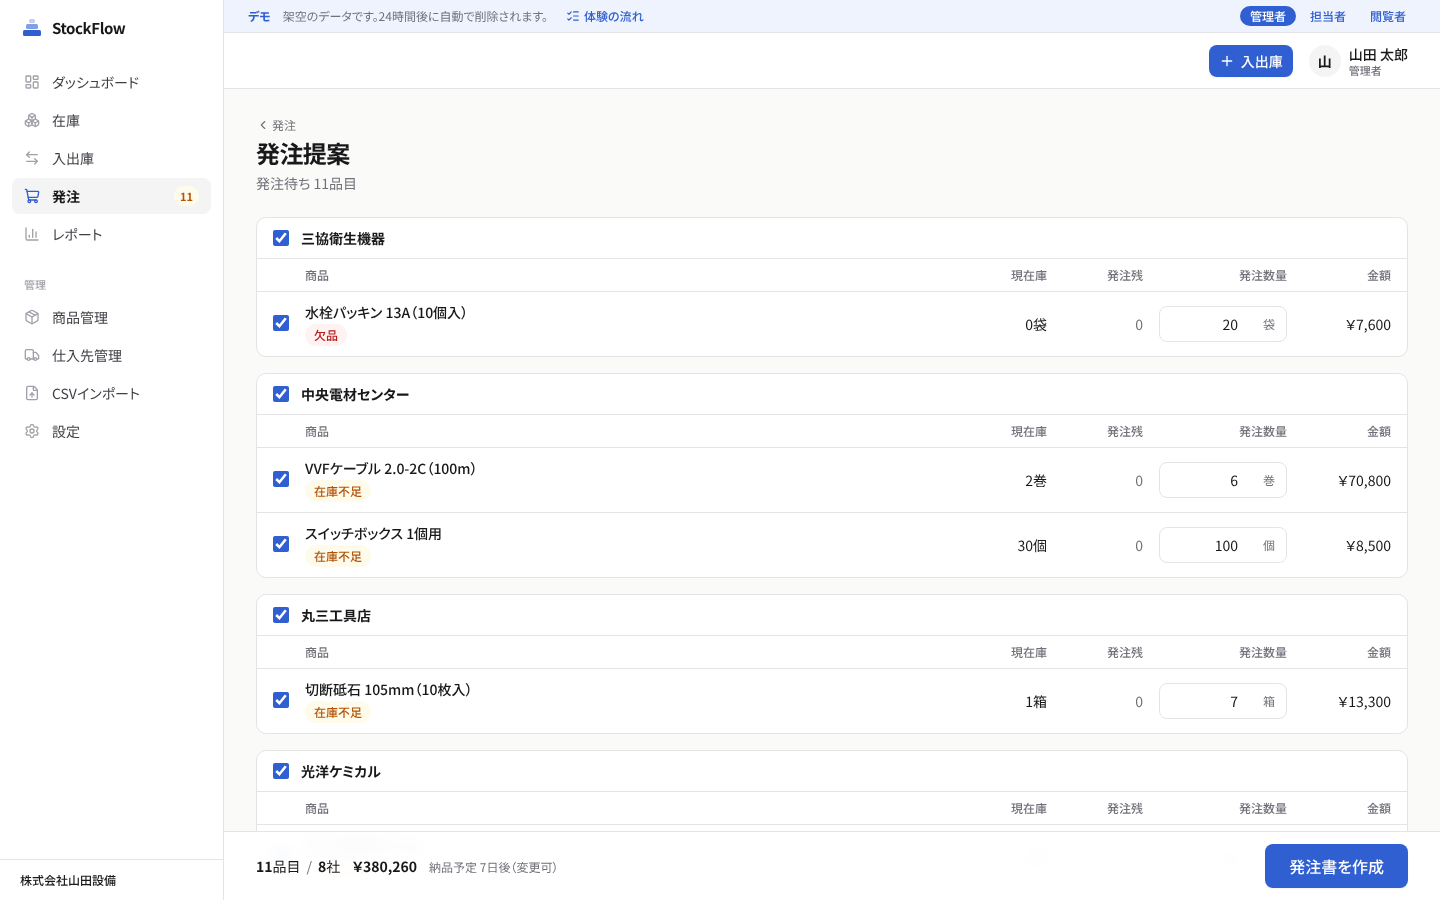 StockFlow
ダッシュボード
在庫
入出庫
発注 11
レポート
管理
商品管理
仕入先管理
CSVインポート
設定
株式会社山田設備
デモ 架空のデータです。24時間後に自動で削除されます。 体験の流れ
管理者 担当者 閲覧者
入出庫
山 山田 太郎
管理者
発注
発注提案
発注待ち 11品目
三協衛生機器
商品 現在庫 発注残 発注数量 金額
水栓パッキン 13A（10個入） 0袋 0 20 袋 ¥7,600
欠品
中央電材センター
商品 現在庫 発注残 発注数量 金額
VVFケーブル 2.0-2C（100m） 2巻 0 6 巻 ¥70,800
在庫不足
スイッチボックス 1個用 30個 0 100 個 ¥8,500
在庫不足
丸三工具店
商品 現在庫 発注残 発注数量 金額
切断砥石 105mm（10枚入） 1箱 0 7 箱 ¥13,300
在庫不足
光洋ケミカル
商品 現在庫 発注残 発注数量 金額
11品目 / 8社 ¥380,260 納品予定 7日後（変更可）
発注書を作成